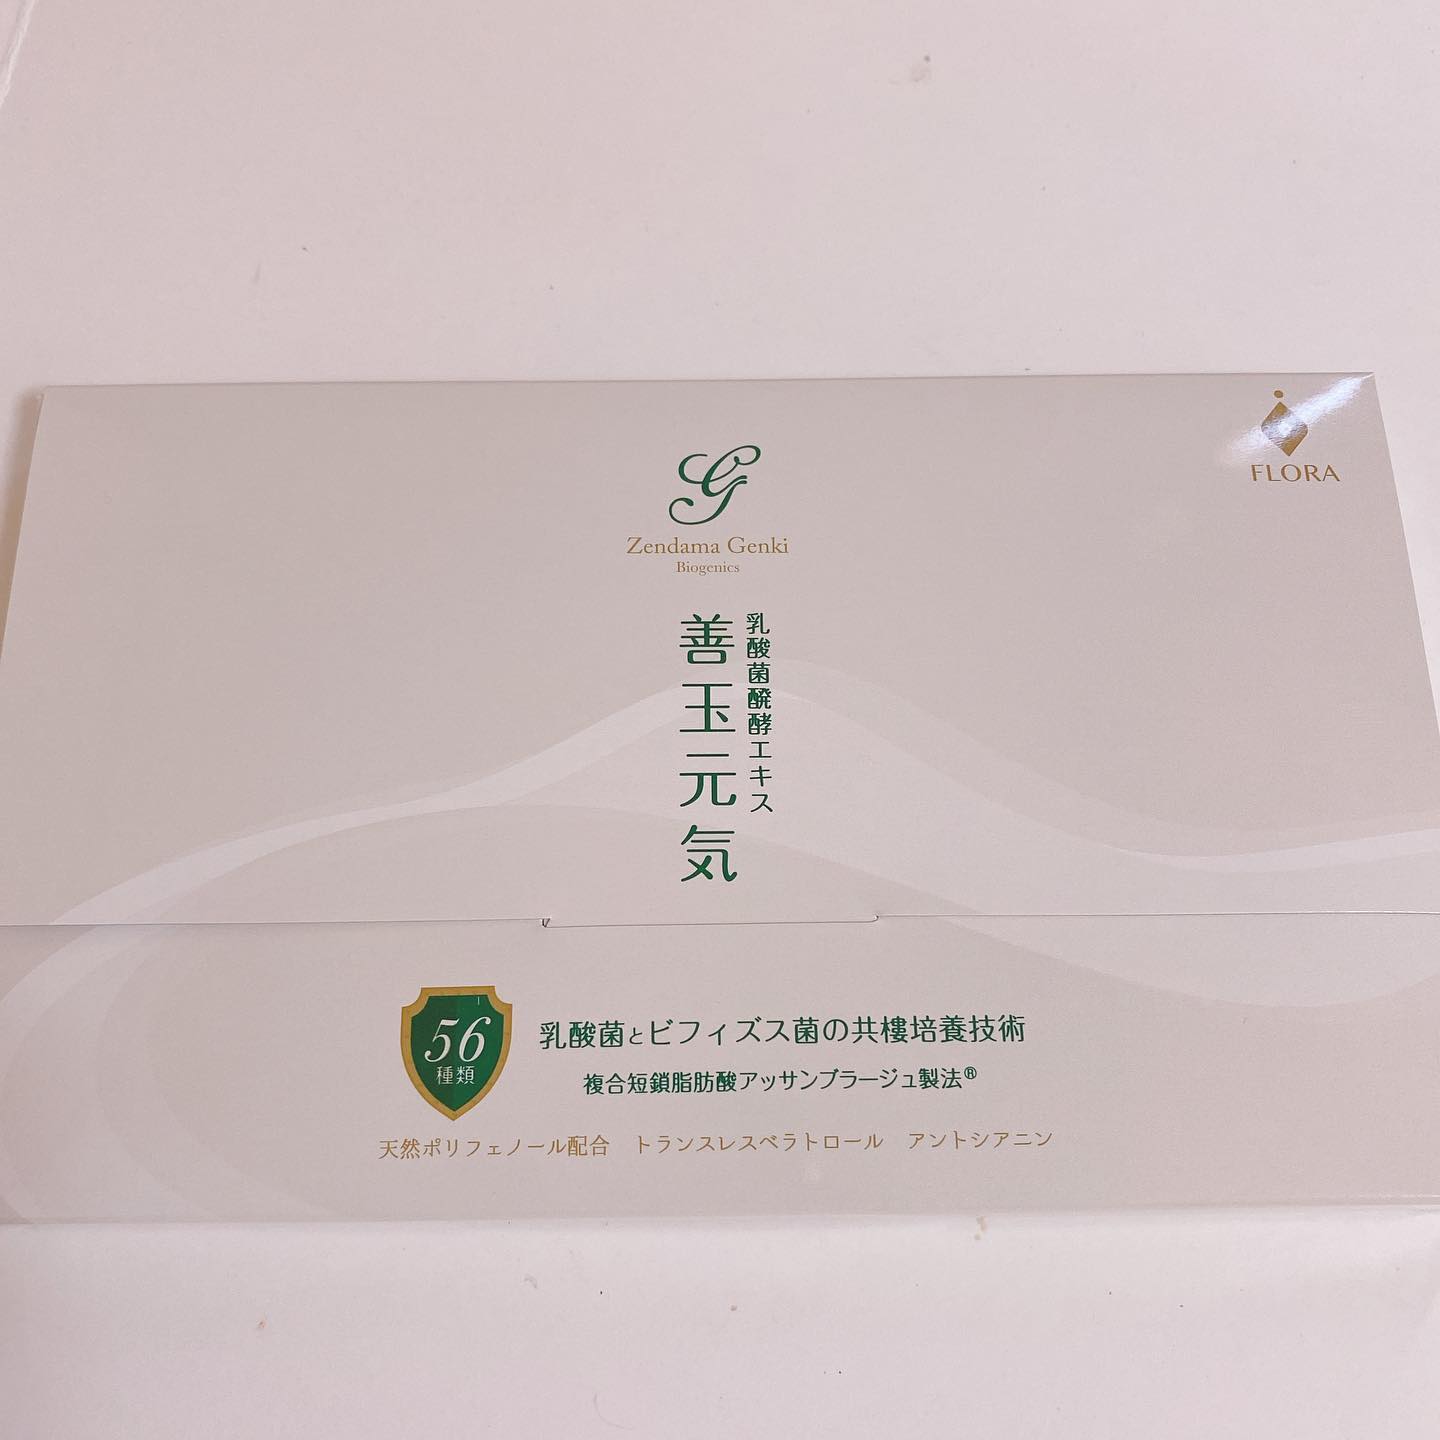 FLORA
G
Zendama Genki
Biogenics
乳酸菌醗酵エキス
善玉元気
56
種類
乳酸菌とビフィズス菌の共棲培養技術
複合短鎖脂肪酸アッサンブラージュ製法®
天然ポリフェノール配合　トランスレスベラトロール　アントシアニン